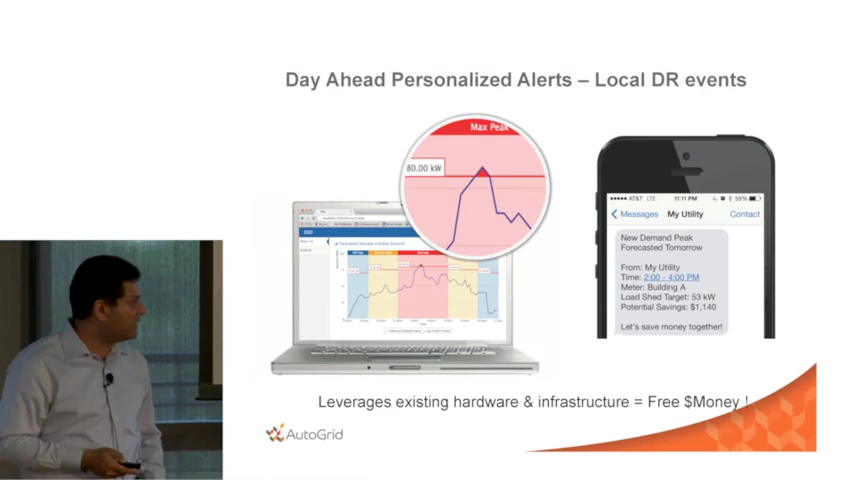 Day Ahead Personalized Alerts – Local DR events
Max Peak
80.00 kW
AT&T LTE
11:11 PM
59%
Messages
My Utility
Contact
New Demand Peak
Forecasted Tomorrow
From: My Utility
Time: 2:00 - 4:00 PM
Meter: Building A
Load Shed Target: 53 kW
Potential Savings: $1,140
Let's save money together!
Leverages existing hardware & infrastructure = Free $Money !
AutoGrid